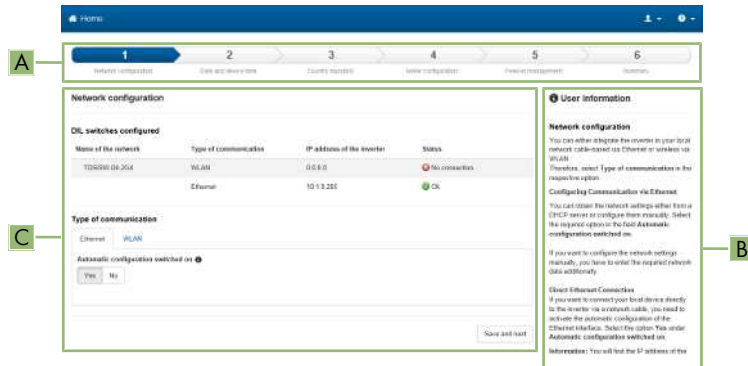 Home
1 2 3 4 5 6
Network configuration Date and device time Country standard Meter configuration Feed-in management Summary
A
Network configuration
DIL switches configured
Name of the network Type of communication IP address of the inverter Status
WLAN 0.0.0.0 No connection
Ethernet Ok
Type of communication
Ethernet WLAN
Automatic configuration switched on
Yes No
Save and next
C
User information
Network configuration
You can either integrate the inverter in your local
network cable-based via Ethernet or wireless via
WLAN.
Therefore, select Type of communication in the
respective option.
Configuring Communication via Ethernet
You can obtain the network settings either from a
DHCP server or configure them manually. Select
the required option in the field Automatic
configuration switched on.
If you want to configure the network settings
manually, you have to enter the required network
data additionally.
Direct Ethernet Connection
If you want to connect your local device directly
to the inverter via a network cable, you need to
activate the automatic configuration of the
Ethernet interface. Select the option Yes under
Automatic configuration switched on.
Information: You will find the IP address of the
B